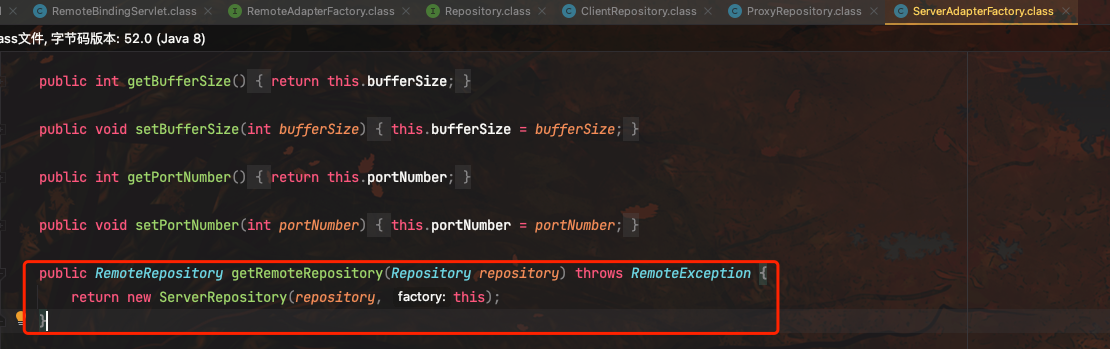 RemoteBindingServlet.class RemoteAdapterFactory.class Repository.class ClientRepository.class ProxyRepository.class ServerAdapterFactory.class
ass文件, 字节码版本: 52.0 (Java 8)
public int getBufferSize() { return this.bufferSize; }
public void setBufferSize(int bufferSize) { this.bufferSize = bufferSize; }
public int getPortNumber() { return this.portNumber; }
public void setPortNumber(int portNumber) { this.portNumber = portNumber; }
public RemoteRepository getRemoteRepository(Repository repository) throws RemoteException {
return new ServerRepository(repository, factory: this);
}